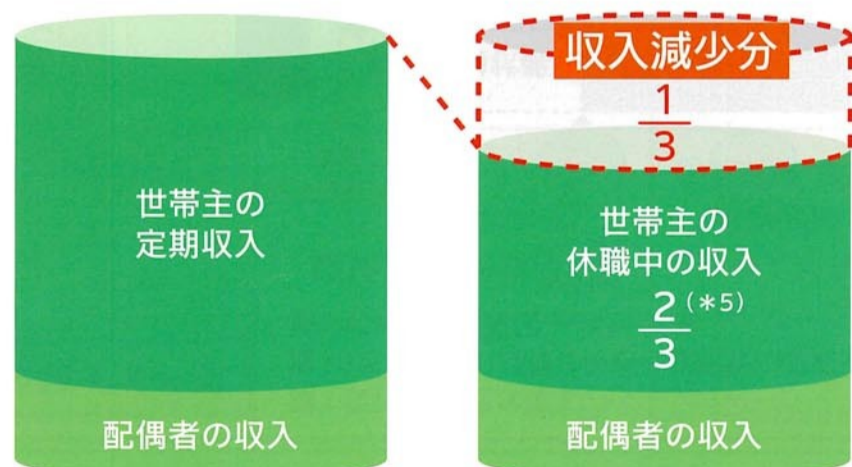 世帯主の
定期収入
配偶者の収入
収入減少分
1
3
世帯主の
休職中の収入
2 (*5)
3
配偶者の収入